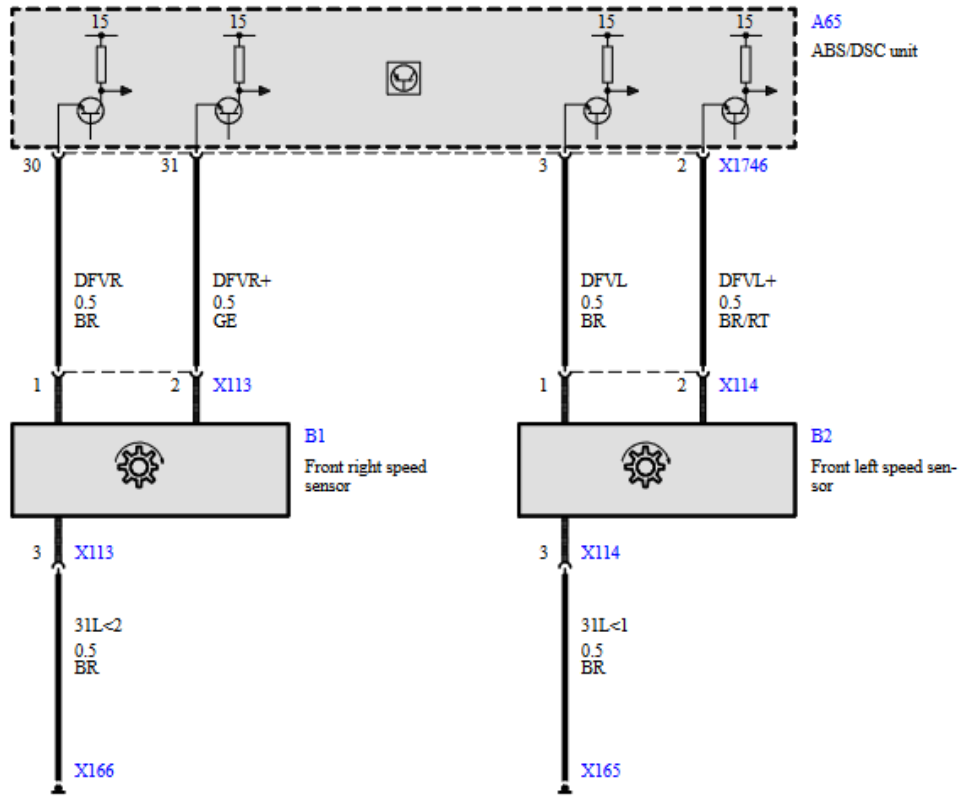 15
15
15
15
A65
ABS/DSC unit
30
31
3
2
X1746
DFVR
0.5
BR
DFVR+
0.5
GE
DFVL
0.5
BR
DFVL+
0.5
BR/RT
1
2
X113
1
2
X114
B1
Front right speed
sensor
B2
Front left speed sen-
sor
3
X113
3
X114
31L<2
0.5
BR
31L<1
0.5
BR
X166
X165